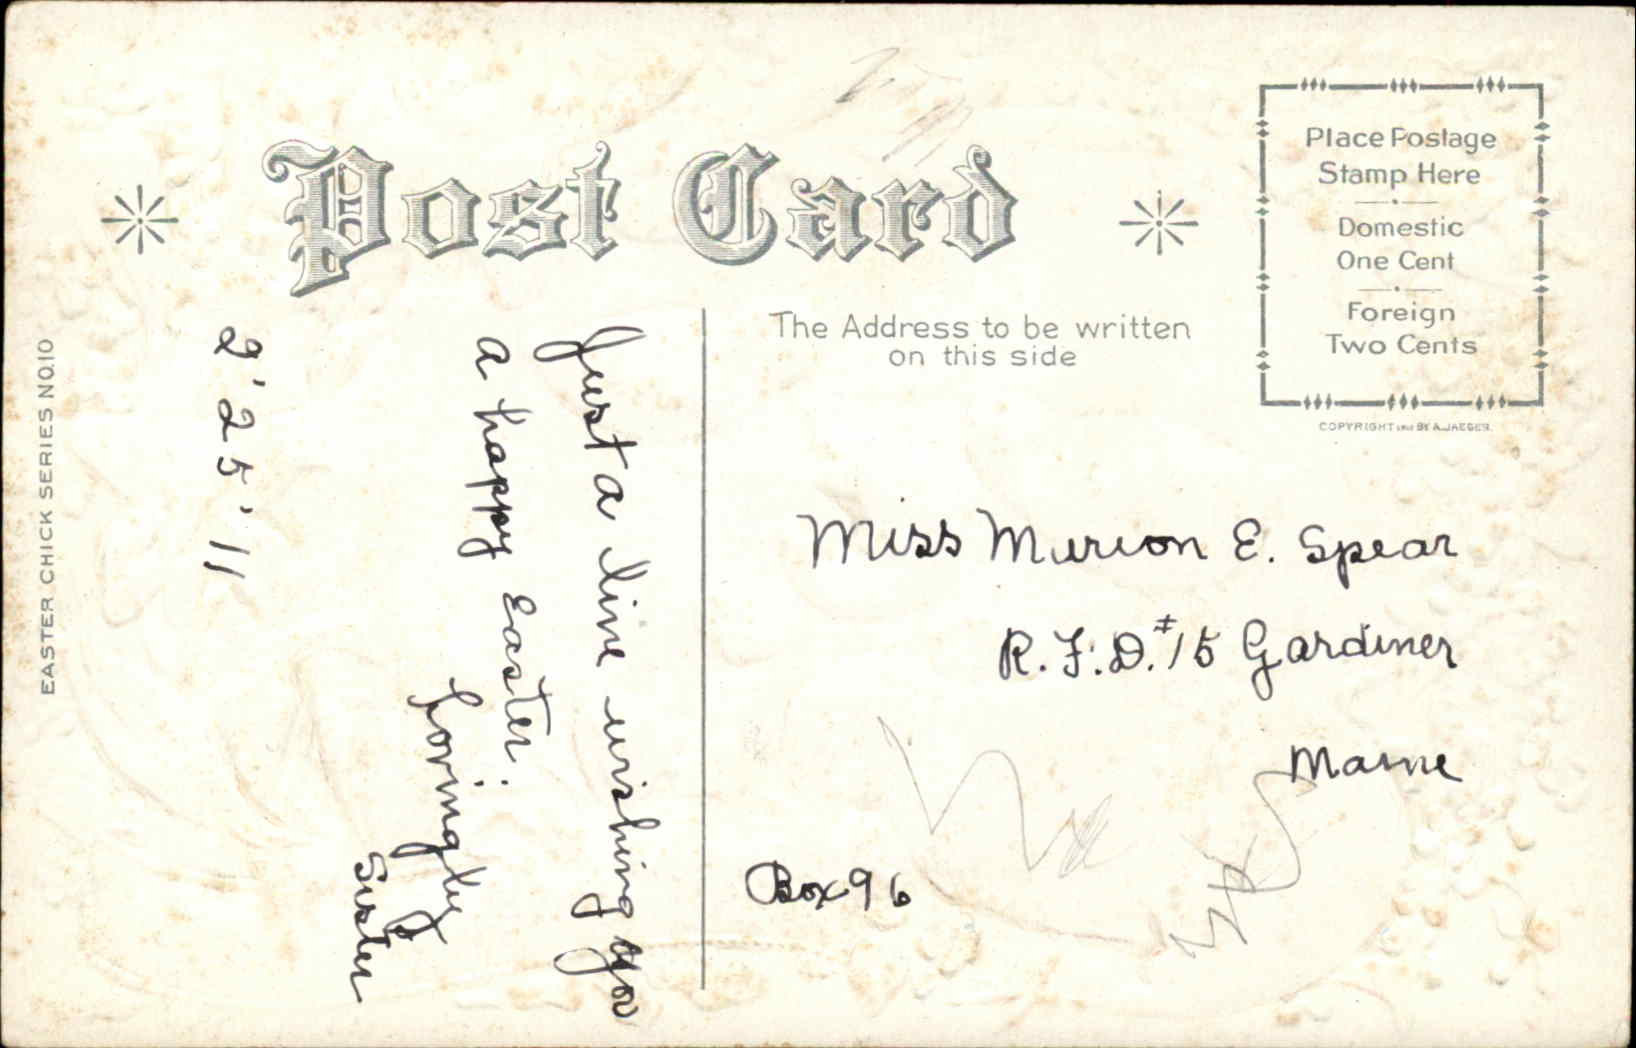 Post Card
Place Postage
Stamp Here
Domestic
One Cent
Foreign
Two Cents
COPYRIGHT BY A. JAEGER.
The Address to be written
on this side
EASTER CHICK SERIES NO.10
Just a line wishing you
a happy Easter.
Lovingly
Sister
2'25'11
Miss Marion E. Spear
R.F.D. #15 Gardiner
Maine
Box 96